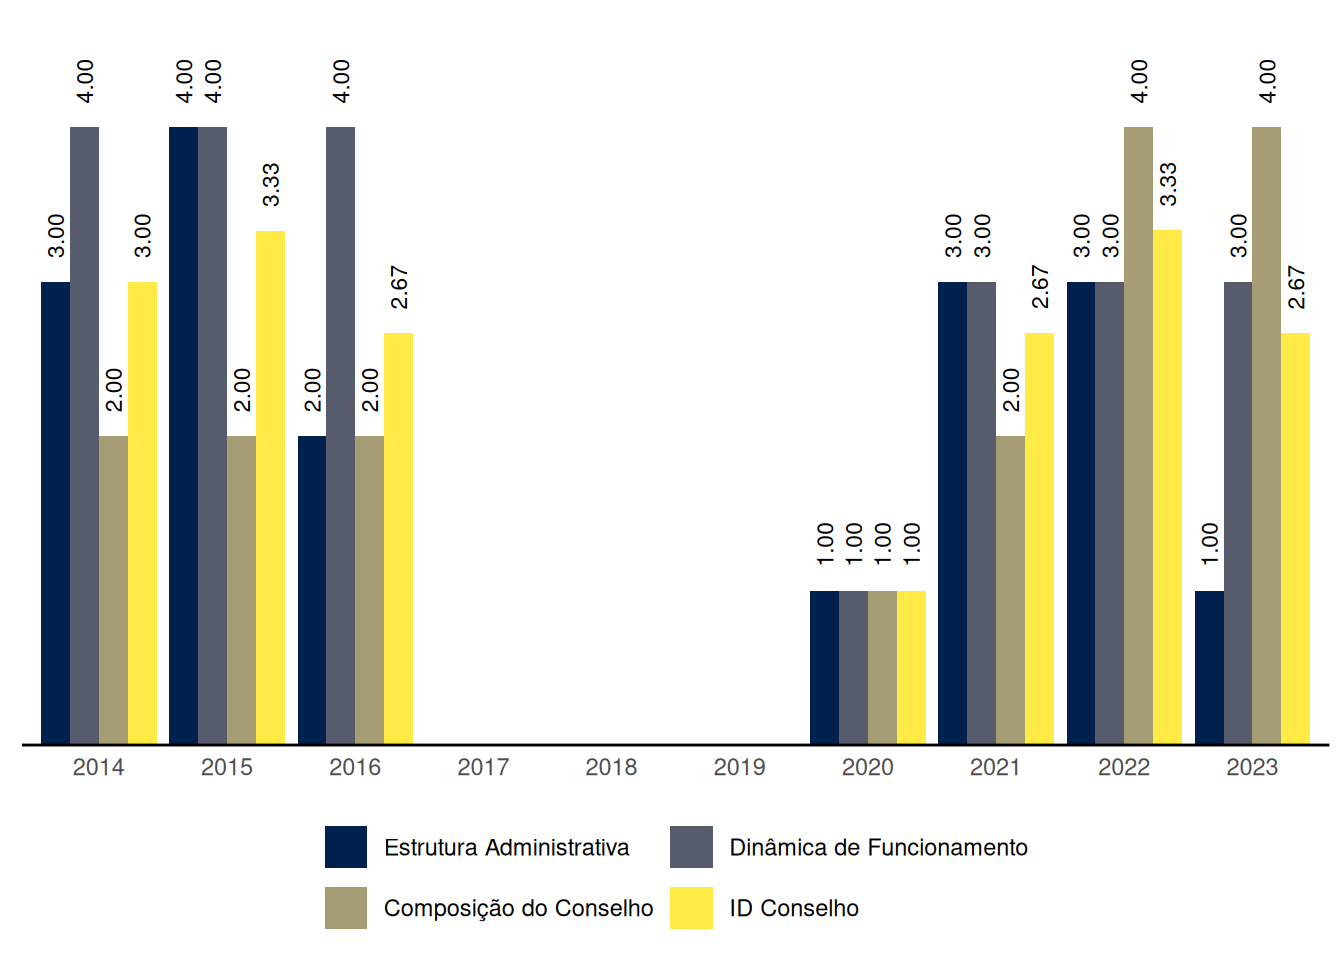 3.00 4.00 2.00 3.00 4.00 4.00 2.00 3.33 2.00 4.00 2.00 2.67 1.00 1.00 1.00 1.00 3.00 3.00 2.00 2.67 3.00 3.00 4.00 3.33 1.00 3.00 4.00 2.67
2014 2015 2016 2017 2018 2019 2020 2021 2022 2023
Estrutura Administrativa Dinâmica de Funcionamento
Composição do Conselho ID Conselho